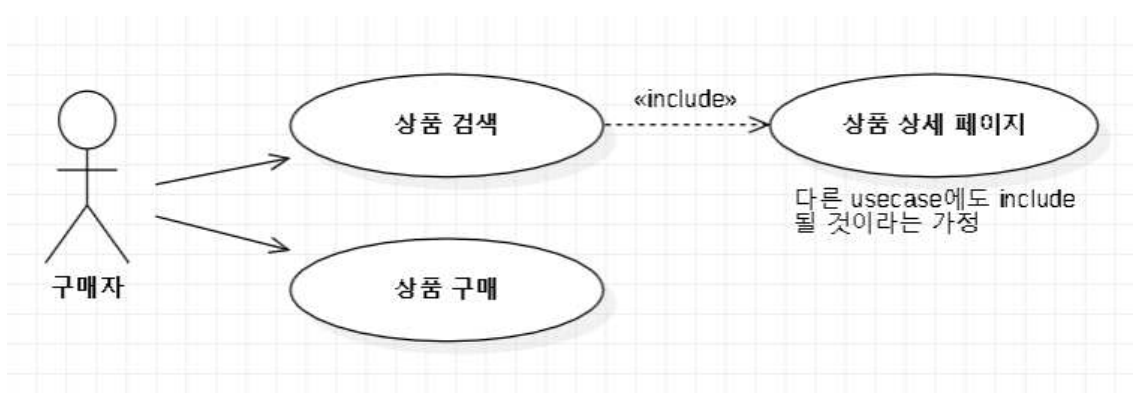 «include»
상품 검색
상품 상세 페이지
다른 usecase에도 include
될 것이라는 가정
구매자
상품 구매